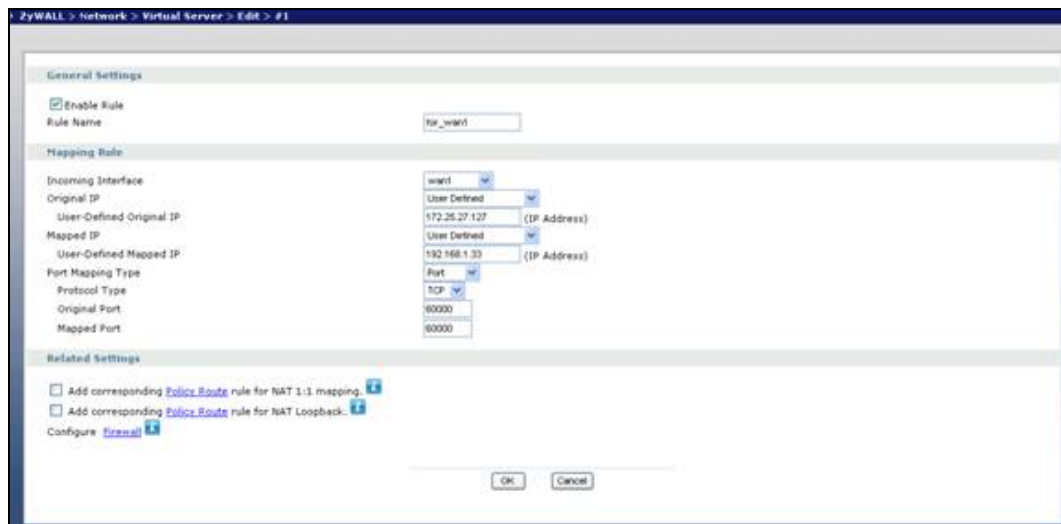 ZyWALL > Network > Virtual Server > Edit > #1
General Settings
Enable Rule
Rule Name for_wan1
Mapping Rule
Incoming Interface wan1
Original IP User Defined
User-Defined Original IP 172.25.27.127 (IP Address)
Mapped IP User Defined
User-Defined Mapped IP 192.168.1.33 (IP Address)
Port Mapping Type Port
Protocol Type TCP
Original Port 60000
Mapped Port 60000
Related Settings
Add corresponding Policy Route rule for NAT 1:1 mapping.
Add corresponding Policy Route rule for NAT Loopback.
Configure firewall
OK Cancel